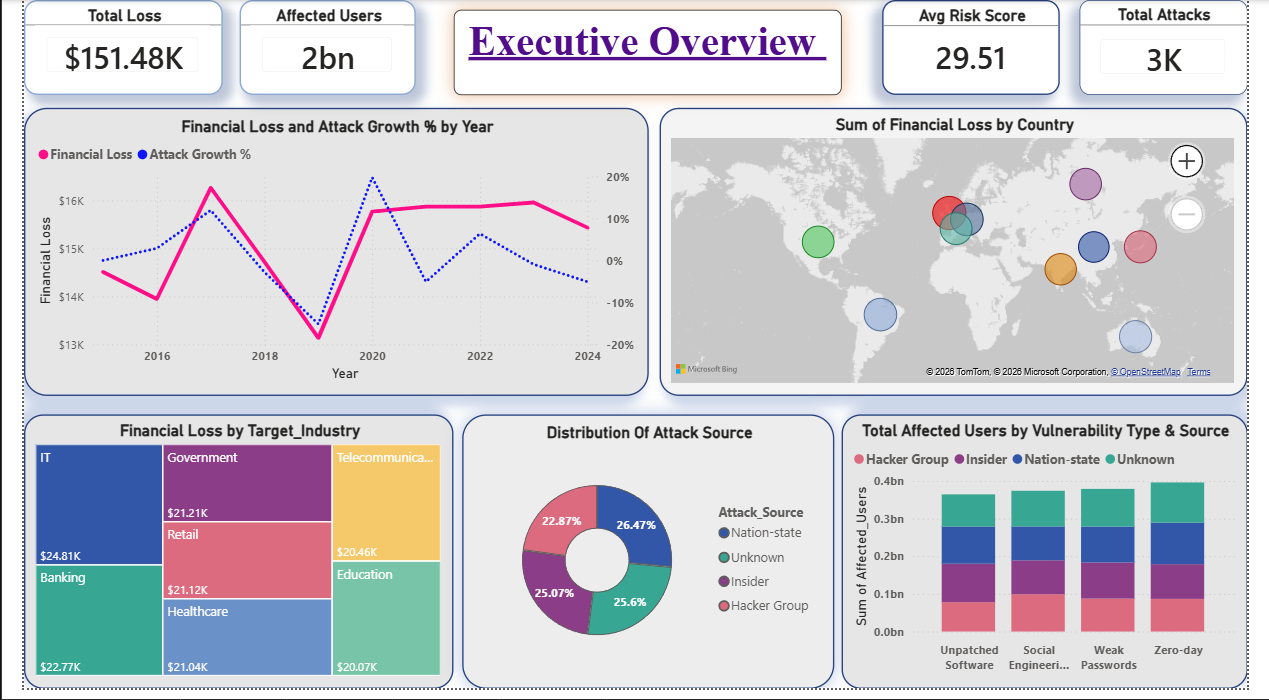 Total Loss
$151.48K
Affected Users
2bn
Executive Overview
Avg Risk Score
29.51
Total Attacks
3K
Financial Loss and Attack Growth % by Year
Financial Loss
Attack Growth %
Financial Loss
$16K
$15K
$14K
$13K
20%
10%
0%
-10%
-20%
2016
2018
2020
2022
2024
Year
Sum of Financial Loss by Country
Microsoft Bing
© 2026 TomTom, © 2026 Microsoft Corporation, © OpenStreetMap Terms
Financial Loss by Target_Industry
IT
$24.81K
Banking
$22.77K
Government
$21.21K
Retail
$21.12K
Healthcare
$21.04K
Telecommunica...
$20.46K
Education
$20.07K
Distribution Of Attack Source
22.87%
26.47%
25.07%
25.6%
Attack_Source
Nation-state
Unknown
Insider
Hacker Group
Total Affected Users by Vulnerability Type & Source
Hacker Group
Insider
Nation-state
Unknown
Sum of Affected_Users
0.4bn
0.3bn
0.2bn
0.1bn
0.0bn
Unpatched
Software
Social
Engineeri...
Weak
Passwords
Zero-day